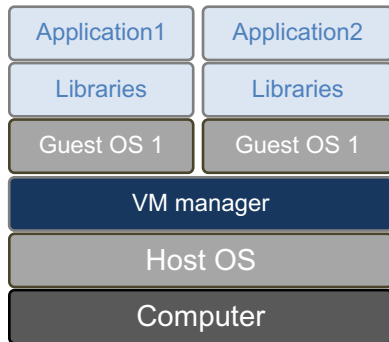 Application1 Application2
Libraries Libraries
Guest OS 1 Guest OS 1
VM manager
Host OS
Computer